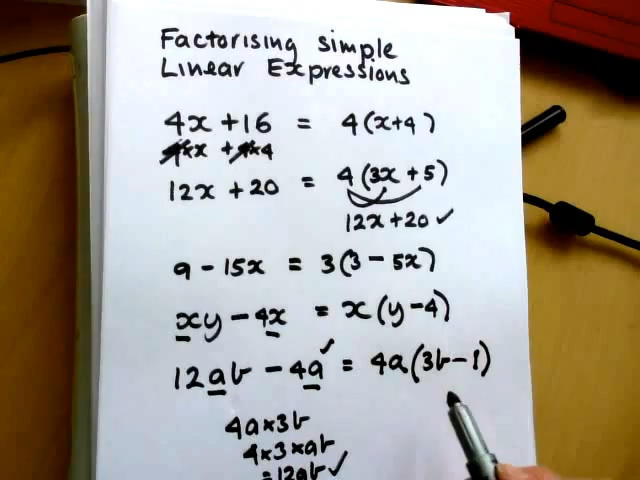 Factorising simple
Linear Expressions
4x + 16 = 4(x+4)
4×x + 4×4
12x + 20 = 4(3x + 5)
12x + 20 ✓
9 - 15x = 3(3 - 5x)
xy - 4x = x(y - 4)
12ab - 4a ✓ = 4a(3b - 1)
4a×3b
4×3×ab
= 12ab ✓